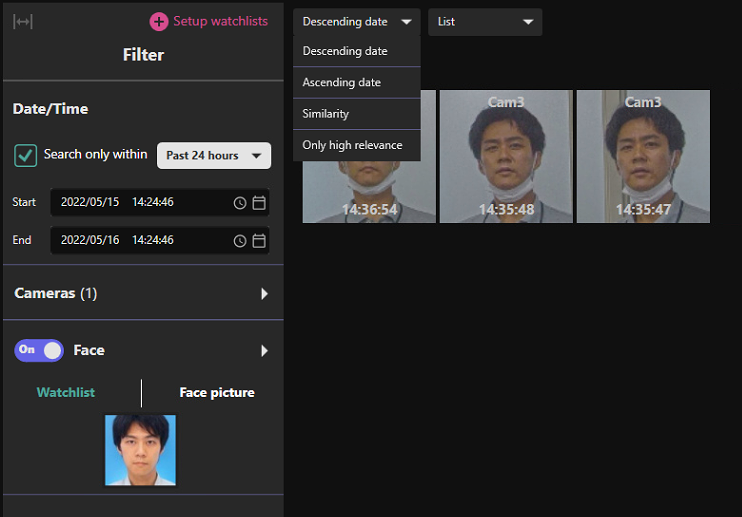 Setup watchlists
Filter
Date/Time
Search only within
Past 24 hours
Start
2022/05/15 14:24:46
End
2022/05/16 14:24:46
Cameras (1)
On
Face
Watchlist
Face picture
Descending date
List
Descending date
Ascending date
Similarity
Only high relevance
Cam3
Cam3
14:36:54
14:35:48
14:35:47